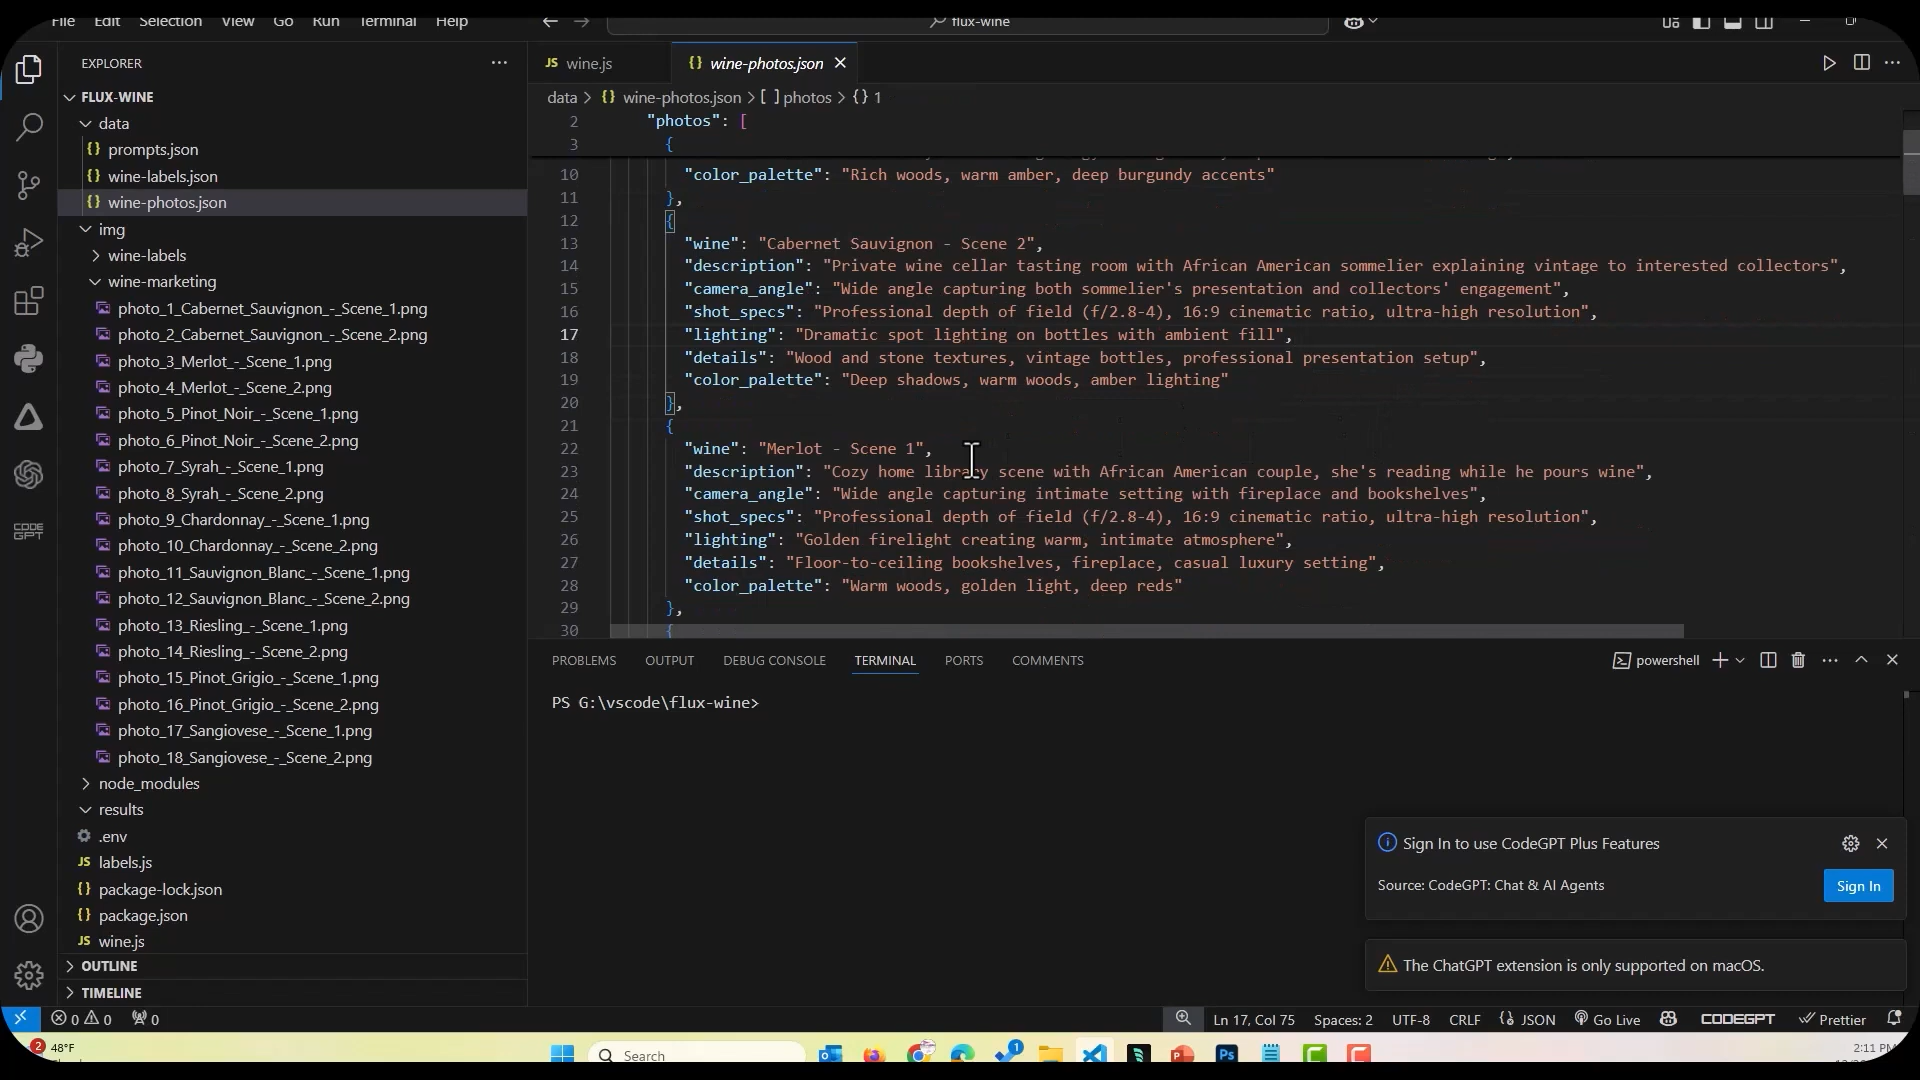 File Edit Selection View Go Run Terminal Help
flux-wine
EXPLORER
FLUX-WINE
data
prompts.json
wine-labels.json
wine-photos.json
img
wine-labels
wine-marketing
photo_1_Cabernet_Sauvignon_-_Scene_1.png
photo_2_Cabernet_Sauvignon_-_Scene_2.png
photo_3_Merlot_-_Scene_1.png
photo_4_Merlot_-_Scene_2.png
photo_5_Pinot_Noir_-_Scene_1.png
photo_6_Pinot_Noir_-_Scene_2.png
photo_7_Syrah_-_Scene_1.png
photo_8_Syrah_-_Scene_2.png
photo_9_Chardonnay_-_Scene_1.png
photo_10_Chardonnay_-_Scene_2.png
photo_11_Sauvignon_Blanc_-_Scene_1.png
photo_12_Sauvignon_Blanc_-_Scene_2.png
photo_13_Riesling_-_Scene_1.png
photo_14_Riesling_-_Scene_2.png
photo_15_Pinot_Grigio_-_Scene_1.png
photo_16_Pinot_Grigio_-_Scene_2.png
photo_17_Sangiovese_-_Scene_1.png
photo_18_Sangiovese_-_Scene_2.png
node_modules
results
.env
JS labels.js
{} package-lock.json
{} package.json
JS wine.js
OUTLINE
TIMELINE
CODE GPT
JS wine.js {} wine-photos.json
data > {} wine-photos.json > [ ] photos > {} 1
2 "photos": [
3 {
10 "color_palette": "Rich woods, warm amber, deep burgundy accents"
11 },
12 {
13 "wine": "Cabernet Sauvignon - Scene 2",
14 "description": "Private wine cellar tasting room with African American sommelier explaining vintage to interested collectors",
15 "camera_angle": "Wide angle capturing both sommelier's presentation and collectors' engagement",
16 "shot_specs": "Professional depth of field (f/2.8-4), 16:9 cinematic ratio, ultra-high resolution",
17 "lighting": "Dramatic spot lighting on bottles with ambient fill",
18 "details": "Wood and stone textures, vintage bottles, professional presentation setup",
19 "color_palette": "Deep shadows, warm woods, amber lighting"
20 },
21 {
22 "wine": "Merlot - Scene 1",
23 "description": "Cozy home library scene with African American couple, she's reading while he pours wine",
24 "camera_angle": "Wide angle capturing intimate setting with fireplace and bookshelves",
25 "shot_specs": "Professional depth of field (f/2.8-4), 16:9 cinematic ratio, ultra-high resolution",
26 "lighting": "Golden firelight creating warm, intimate atmosphere",
27 "details": "Floor-to-ceiling bookshelves, fireplace, casual luxury setting",
28 "color_palette": "Warm woods, golden light, deep reds"
29 },
30 {
PROBLEMS OUTPUT DEBUG CONSOLE TERMINAL PORTS COMMENTS
powershell
PS G:\vscode\flux-wine>
Sign In to use CodeGPT Plus Features
Source: CodeGPT: Chat & AI Agents
Sign In
The ChatGPT extension is only supported on macOS.
0 0 0
Ln 17, Col 75 Spaces: 2 UTF-8 CRLF {} JSON Go Live CODEGPT Prettier
2 48°F
Search
1
Ps
2:11 PM